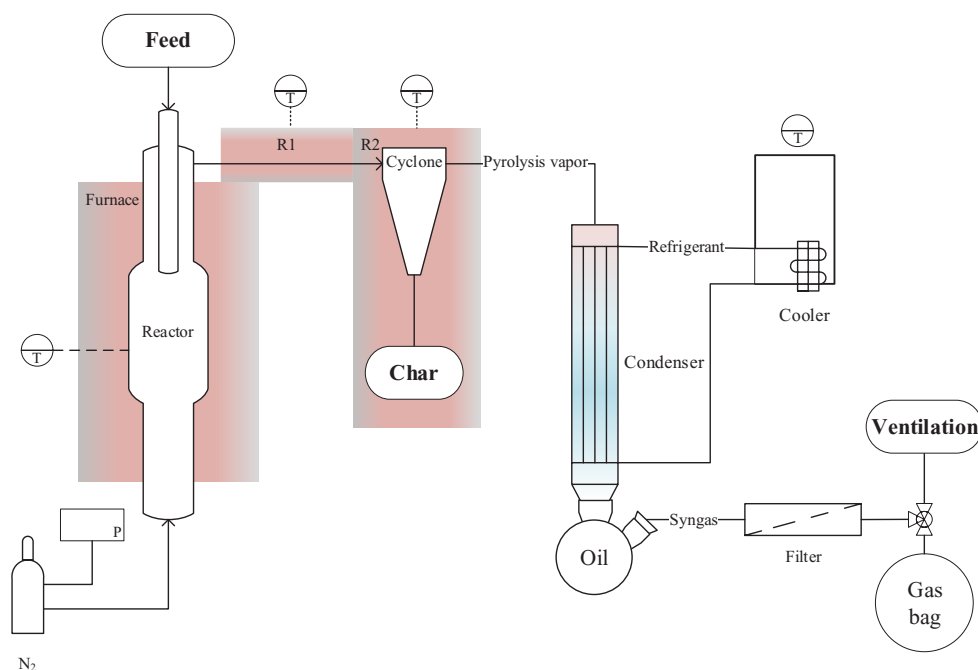 Feed
T
T
T
R1
R2
Cyclone
Pyrolysis vapor
Furnace
Refrigerant
Cooler
Reactor
T
Condenser
Char
Ventilation
P
Syngas
Oil
Filter
Gas
bag
N₂